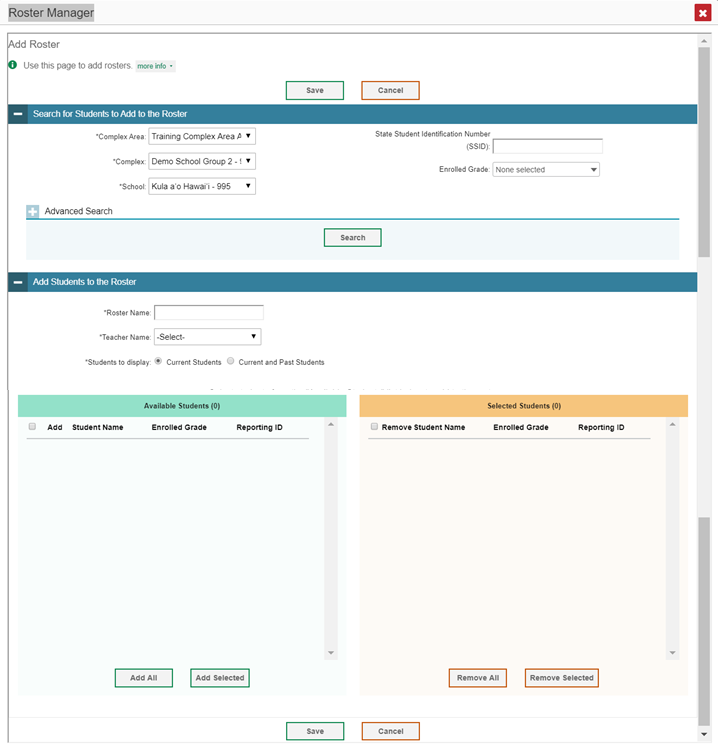 Roster Manager
Add Roster
Use this page to add rosters. more info
Save Cancel
Search for Students to Add to the Roster
*Complex Area: Training Complex Area A
State Student Identification Number (SSID):
*Complex: Demo School Group 2 -
Enrolled Grade: None selected
*School: Kula aʻo Hawaiʻi - 995
Advanced Search
Search
Add Students to the Roster
*Roster Name:
*Teacher Name: -Select-
*Students to display: Current Students Current and Past Students
Available Students (0)
Add Student Name Enrolled Grade Reporting ID
Add All Add Selected
Selected Students (0)
Remove Student Name Enrolled Grade Reporting ID
Remove All Remove Selected
Save Cancel